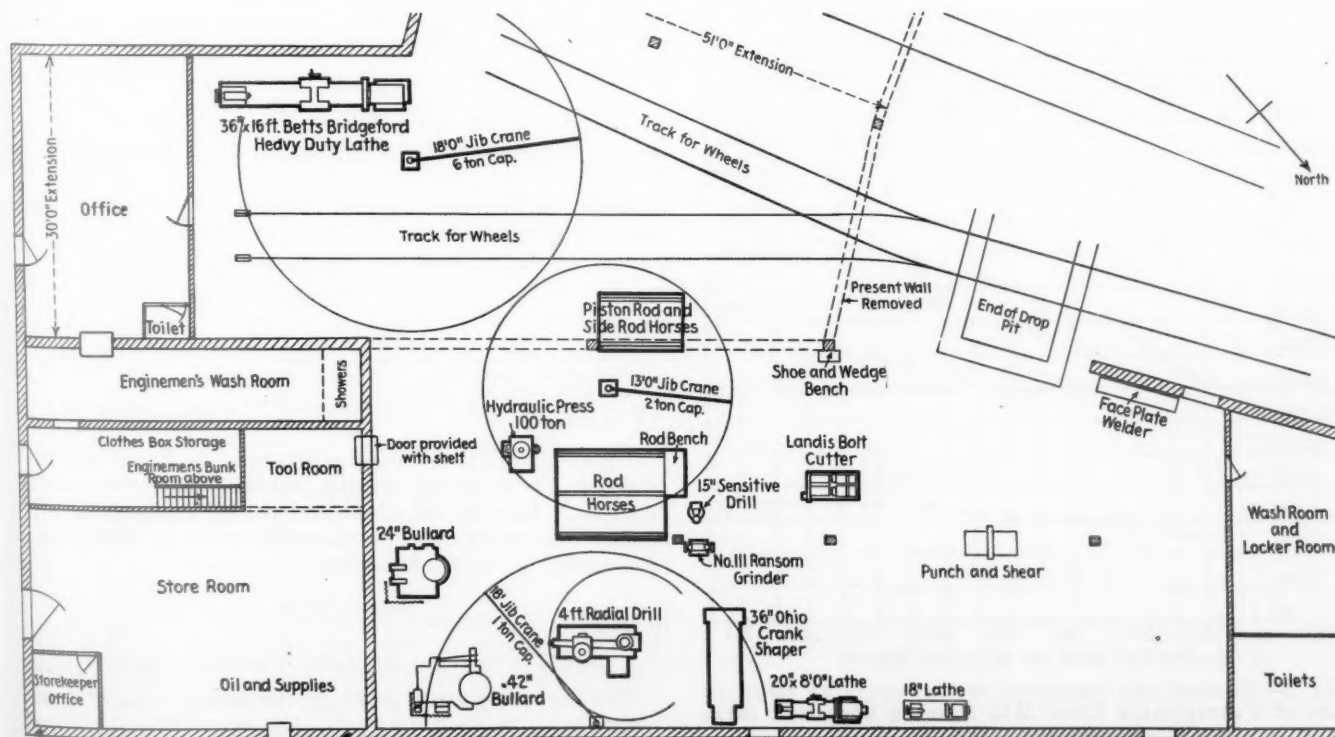 51'0" Extension
36"x16 ft. Betts Bridgeford
Heavy Duty Lathe
18'0" Jib Crane
6 ton Cap.
Track for Wheels
North
30'0" Extension
Office
Track for Wheels
Present Wall
Removed
End of Drop
Pit
Toilet
Piston Rod and
Side Rod Horses
Enginemen's Wash Room
Showers
Shoe and Wedge
Bench
13'0" Jib Crane
2 ton Cap.
Face Plate
Welder
Hydraulic Press
100 ton
Clothes Box Storage
Enginemens Bunk
Room above
Tool Room
Door provided
with shelf
Rod Bench
Rod
Horses
15" Sensitive
Drill
Landis Bolt
Cutter
Wash Room
and
Locker Room
24" Bullard
No.111 Ransom
Grinder
Punch and Shear
Store Room
18' Jib Crane
1 ton Cap.
4 ft. Radial Drill
36" Ohio
Crank
Shaper
Storekeeper
Office
Oil and Supplies
.42"
Bullard
20"x 8'0" Lathe
18" Lathe
Toilets